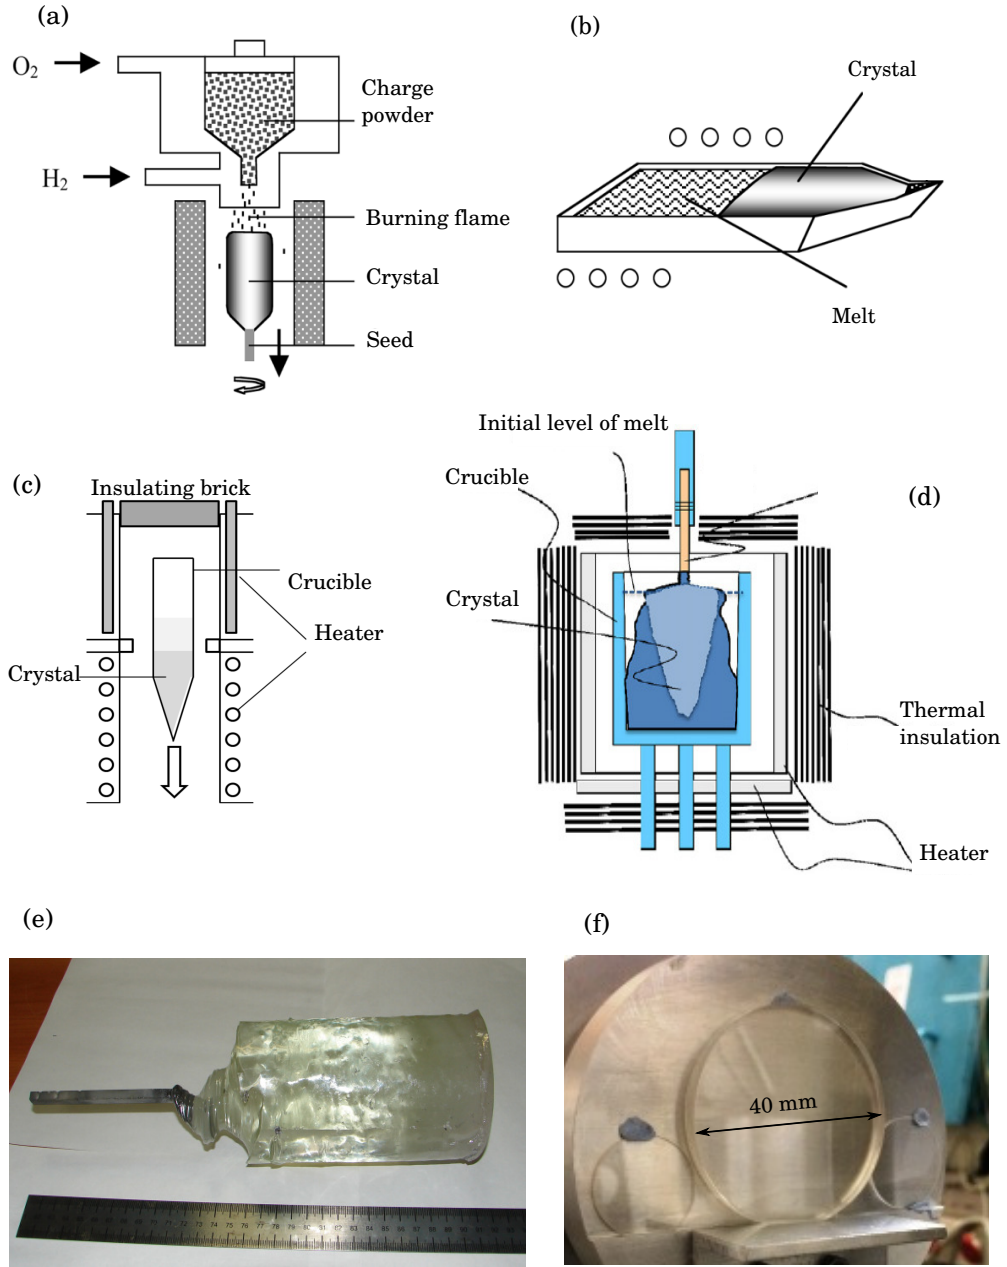 (a)
O₂
Charge
powder
H₂
Burning flame
Crystal
Seed
(b)
Crystal
Melt
(c)
Insulating brick
Crucible
Heater
Crystal
Initial level of melt
Crucible
(d)
Crystal
Thermal
insulation
Heater
(e)
(f)
40 mm